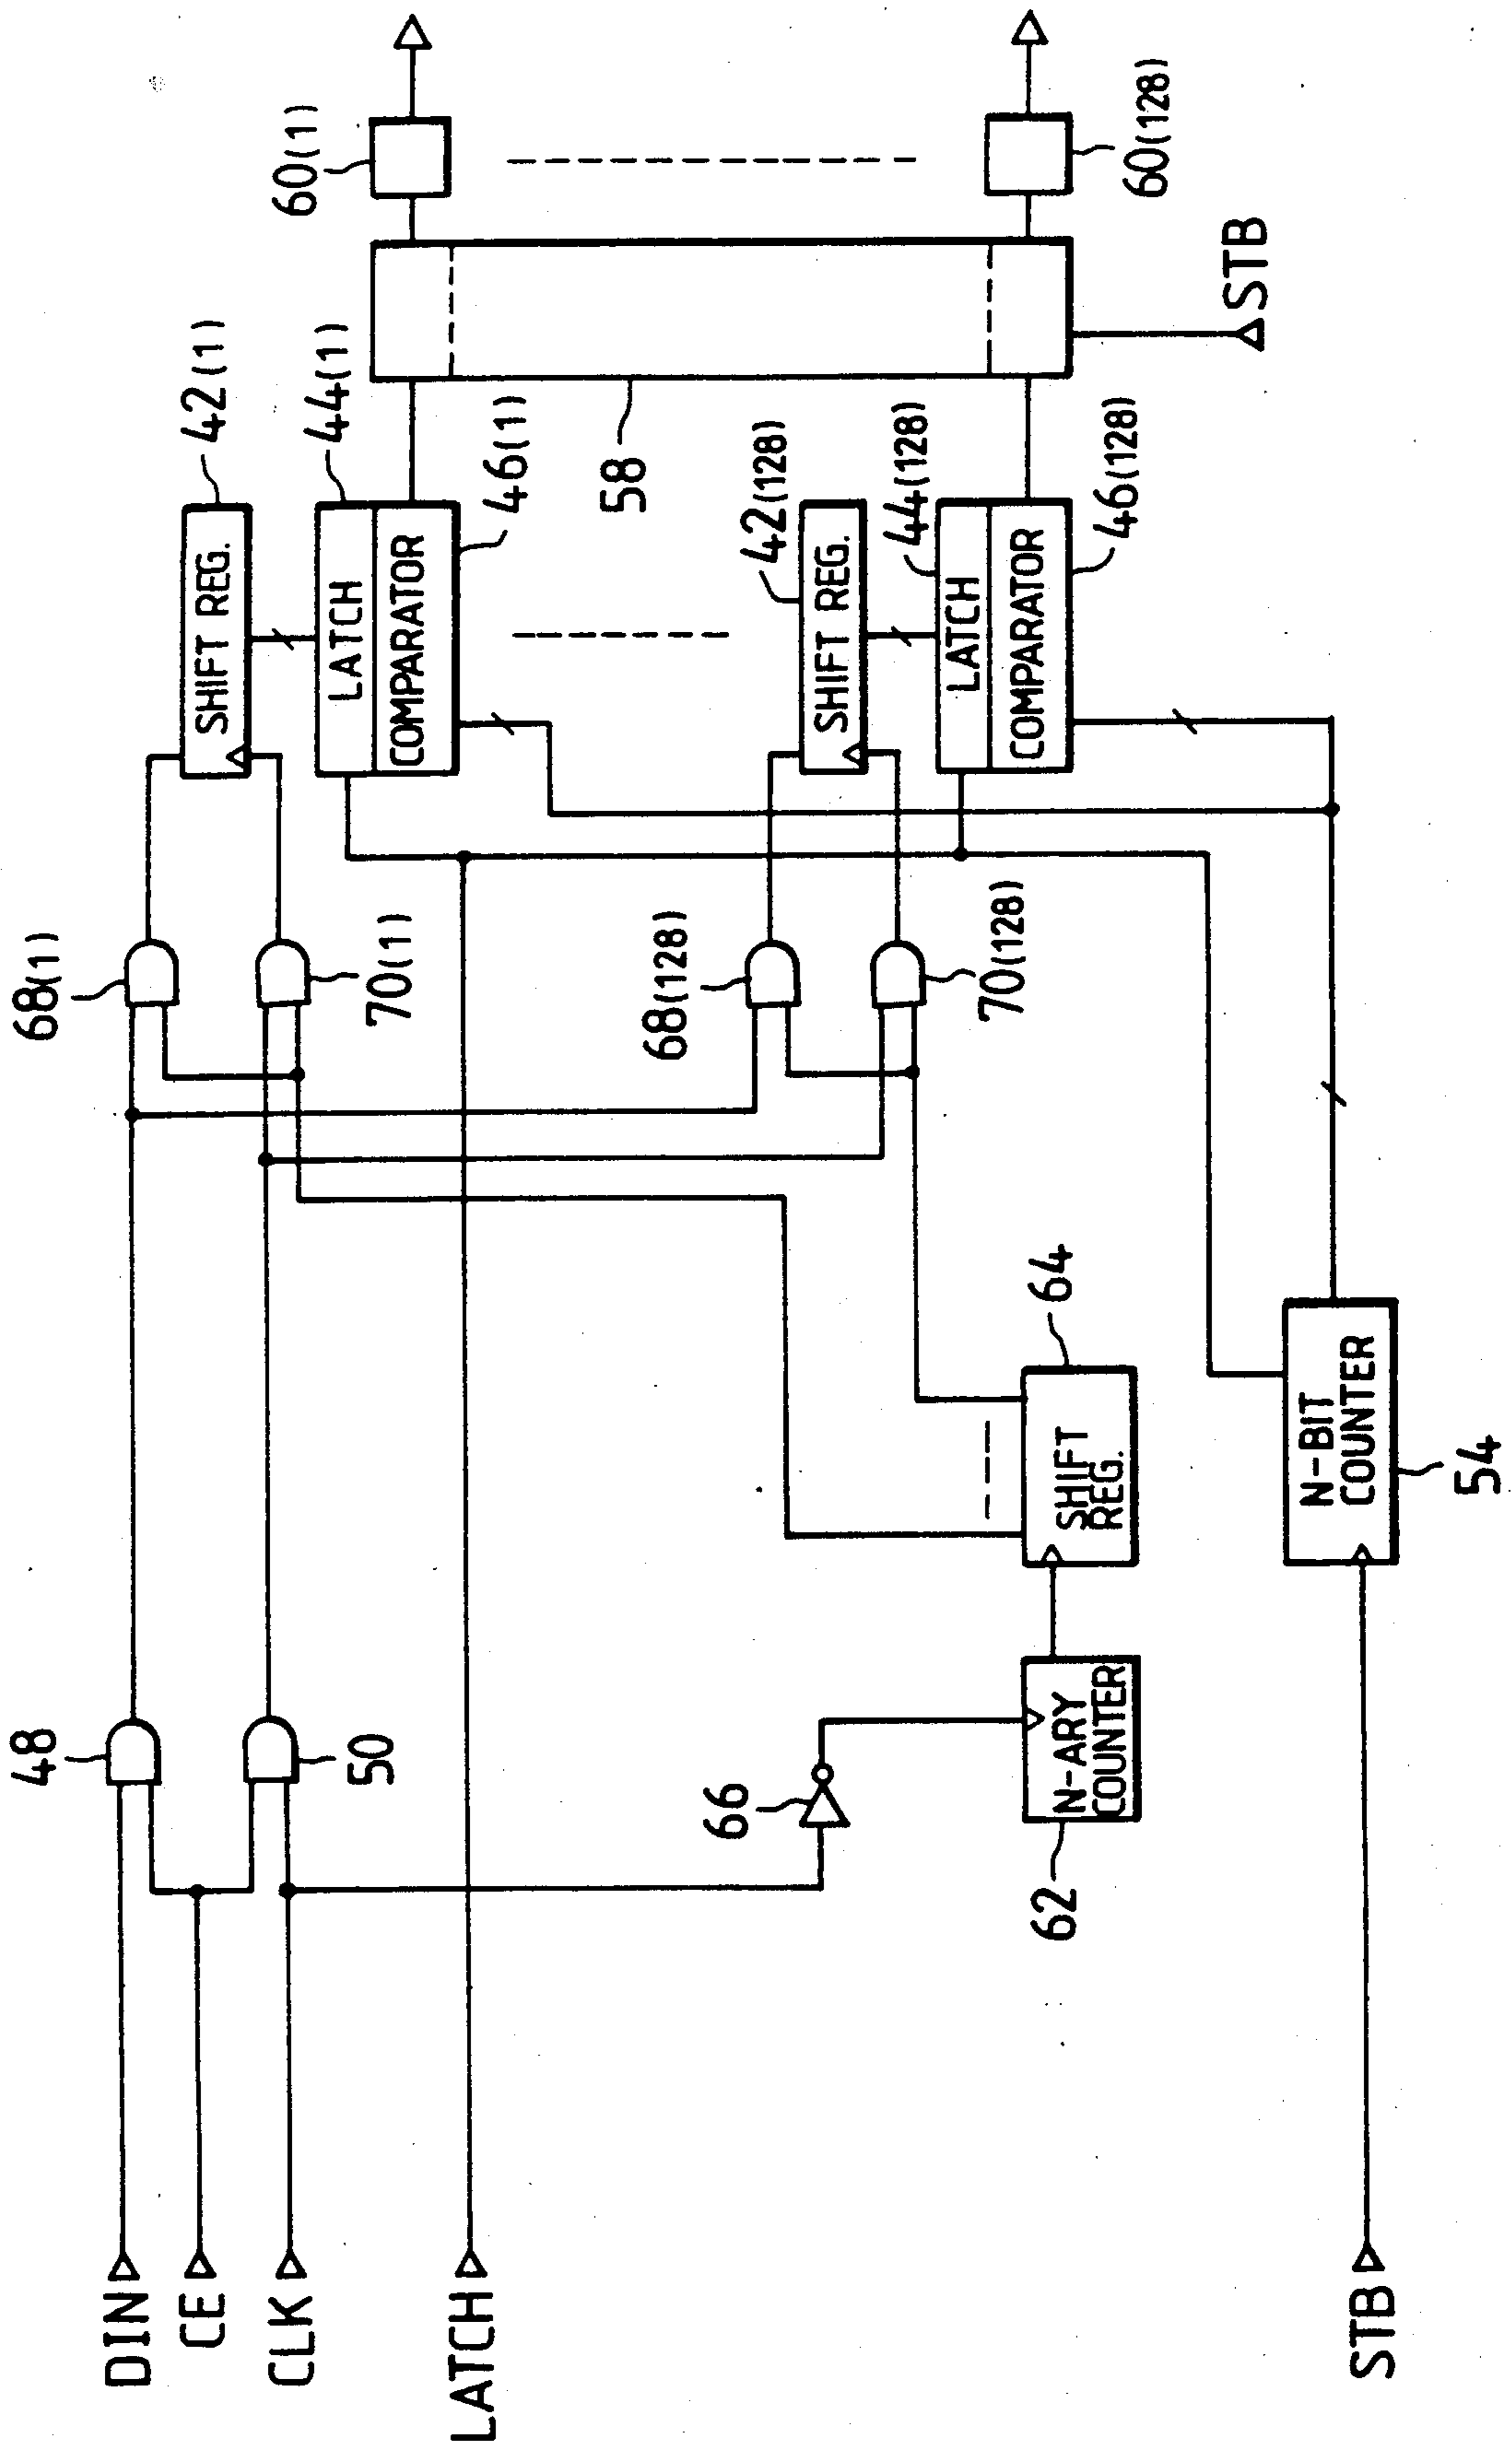 DIN
CE
CLK
LATCH
STB
48
50
66
62
N-ARY
COUNTER
64
SHIFT
REG.
54
N-BIT
COUNTER
68(1)
70(1)
68(128)
70(128)
42(1)
SHIFT REG.
44(1)
LATCH
COMPARATOR
46(1)
42(128)
SHIFT REG.
44(128)
LATCH
COMPARATOR
46(128)
58
STB
60(1)
60(128)